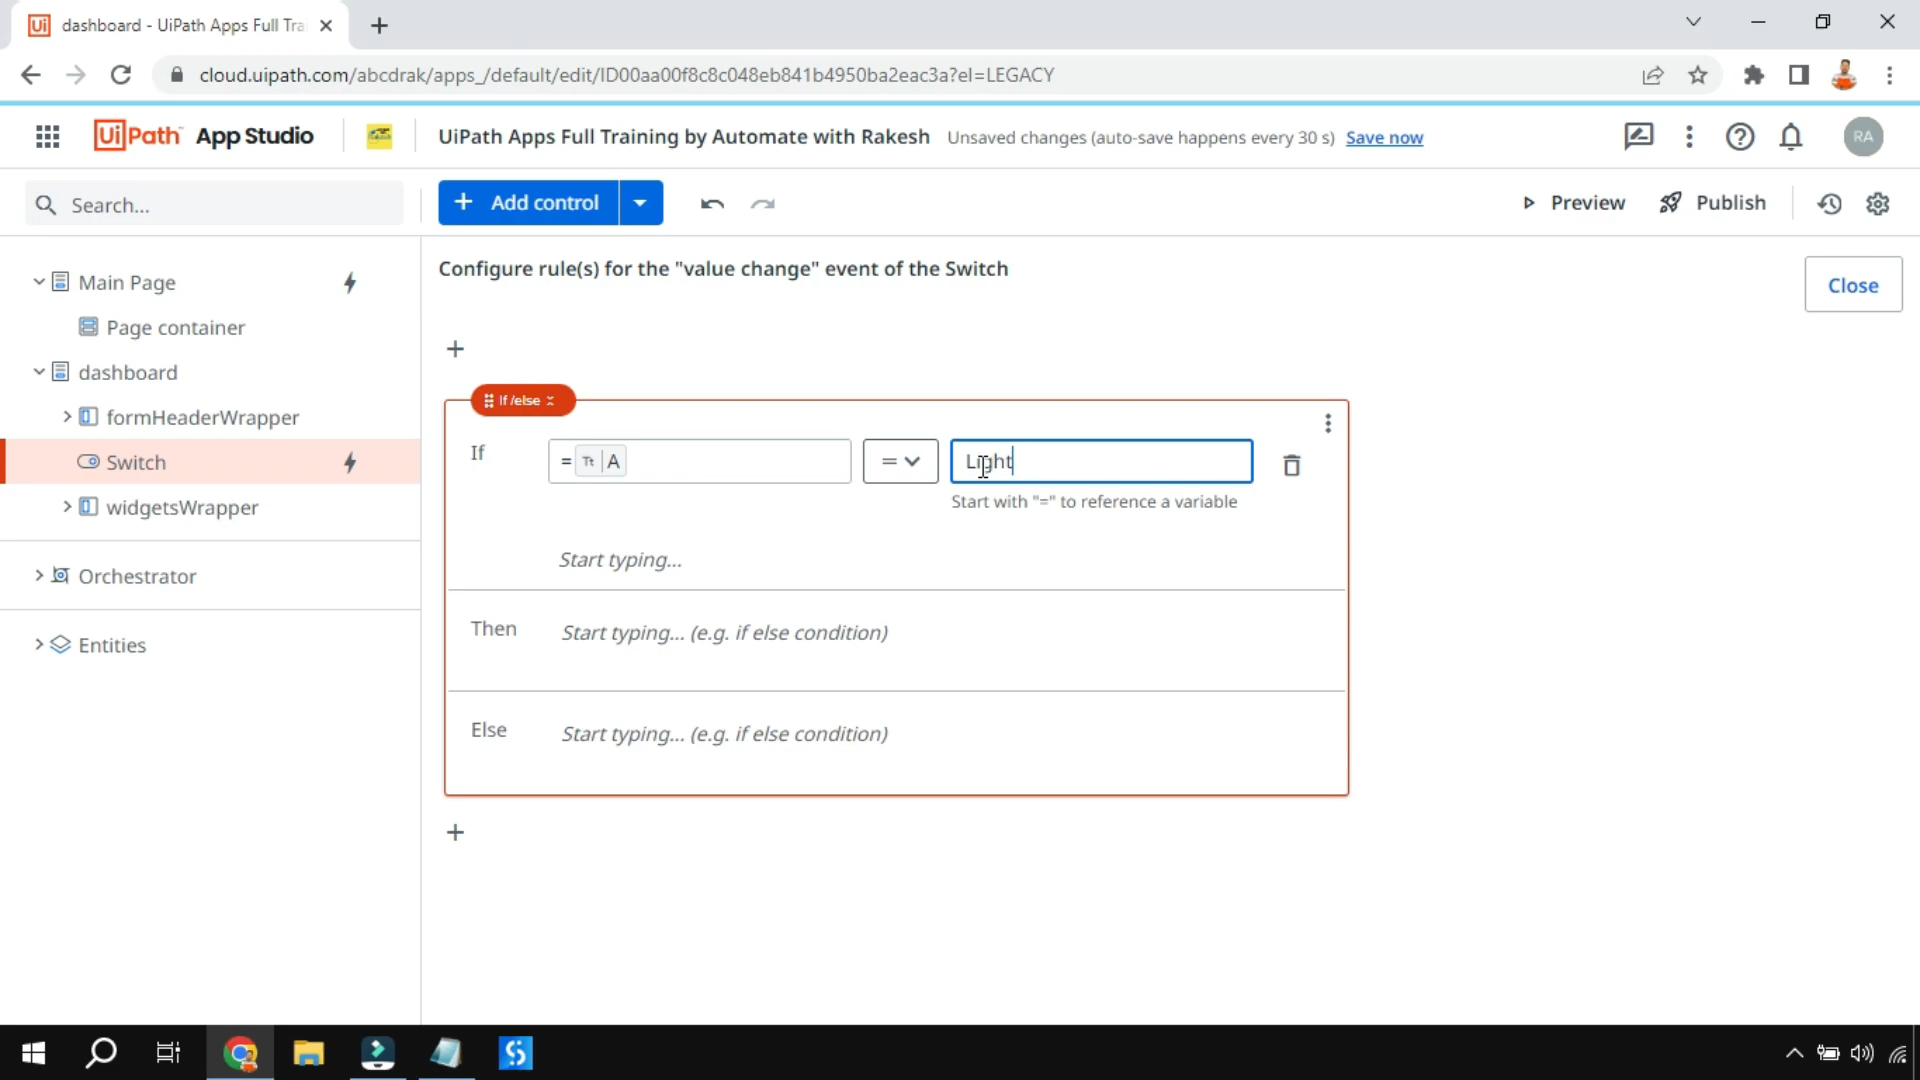 dashboard - UiPath Apps Full Tra
cloud.uipath.com/abcdrak/apps_/default/edit/ID00aa00f8c8c048eb841b4950ba2eac3a?el=LEGACY
UiPath App Studio
UiPath Apps Full Training by Automate with Rakesh
Unsaved changes (auto-save happens every 30 s) Save now
RA
Search...
Add control
Preview
Publish
Main Page
Page container
dashboard
formHeaderWrapper
Switch
widgetsWrapper
Orchestrator
Entities
Configure rule(s) for the "value change" event of the Switch
Close
If /else
If
= Tt A
=
Light
Start with "=" to reference a variable
Start typing...
Then
Start typing... (e.g. if else condition)
Else
Start typing... (e.g. if else condition)